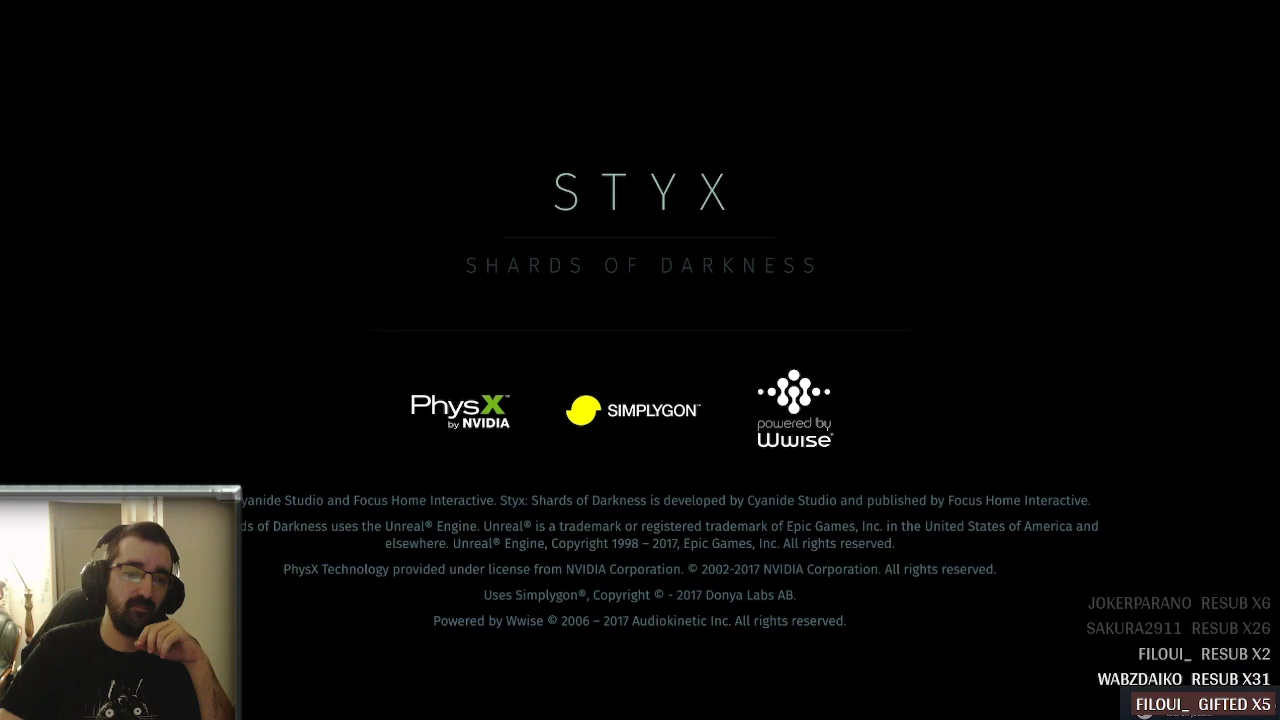 STYX
SHARDS OF DARKNESS
PhysX™
by NVIDIA
SIMPLYGON™
powered by
Wwise®
yanide Studio and Focus Home Interactive. Styx: Shards of Darkness is developed by Cyanide Studio and published by Focus Home Interactive.
ds of Darkness uses the Unreal® Engine. Unreal® is a trademark or registered trademark of Epic Games, Inc. in the United States of America and
elsewhere. Unreal® Engine, Copyright 1998 – 2017, Epic Games, Inc. All rights reserved.
PhysX Technology provided under license from NVIDIA Corporation. © 2002-2017 NVIDIA Corporation. All rights reserved.
Uses Simplygon®, Copyright © - 2017 Donya Labs AB.
Powered by Wwise © 2006 – 2017 Audiokinetic Inc. All rights reserved.
JOKERPARANO RESUB X6
SAKURA2911 RESUB X26
FILOUI_ RESUB X2
WABZDAIKO RESUB X31
FILOUI_ GIFTED X5